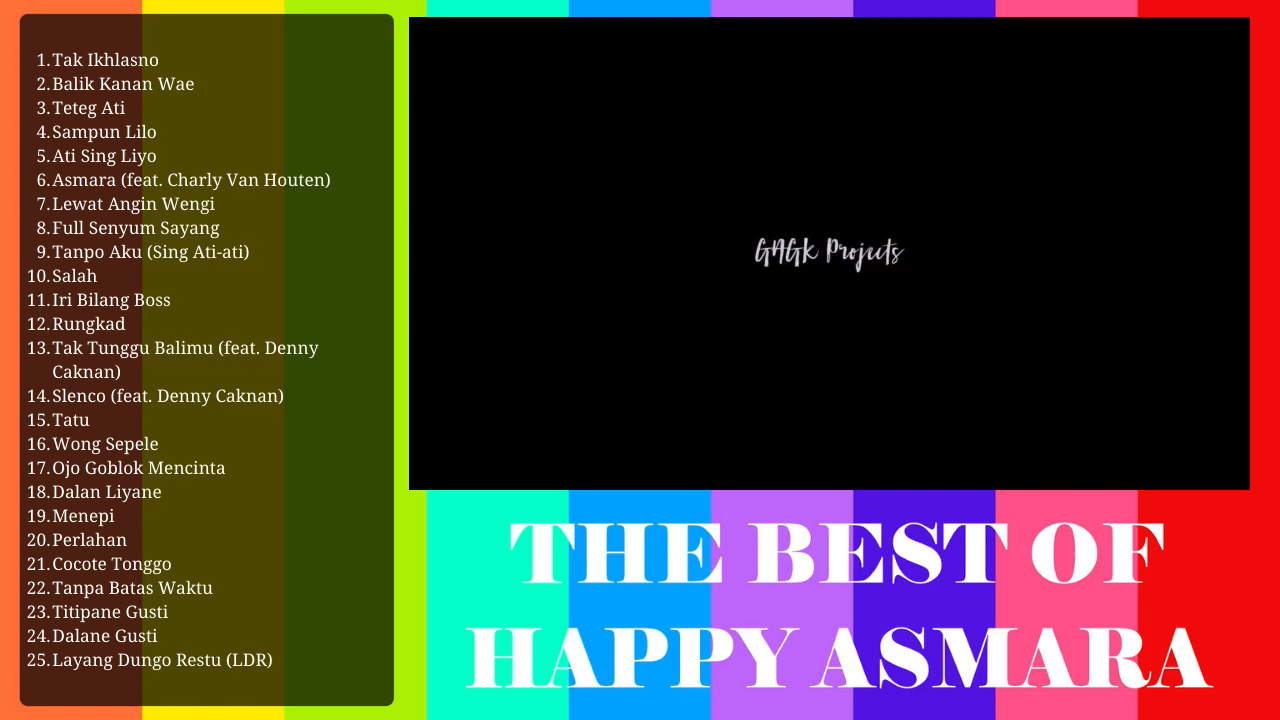 1. Tak Ikhlasno
2. Balik Kanan Wae
3. Teteg Ati
4. Sampun Lilo
5. Ati Sing Liyo
6. Asmara (feat. Charly Van Houten)
7. Lewat Angin Wengi
8. Full Senyum Sayang
9. Tanpo Aku (Sing Ati-ati)
10. Salah
11. Iri Bilang Boss
12. Rungkad
13. Tak Tunggu Balimu (feat. Denny
Caknan)
14. Slenco (feat. Denny Caknan)
15. Tatu
16. Wong Sepele
17. Ojo Goblok Mencinta
18. Dalan Liyane
19. Menepi
20. Perlahan
21. Cocote Tonggo
22. Tanpa Batas Waktu
23. Titipane Gusti
24. Dalane Gusti
25. Layang Dungo Restu (LDR)
GAGK Projects
THE BEST OF
HAPPY ASMARA